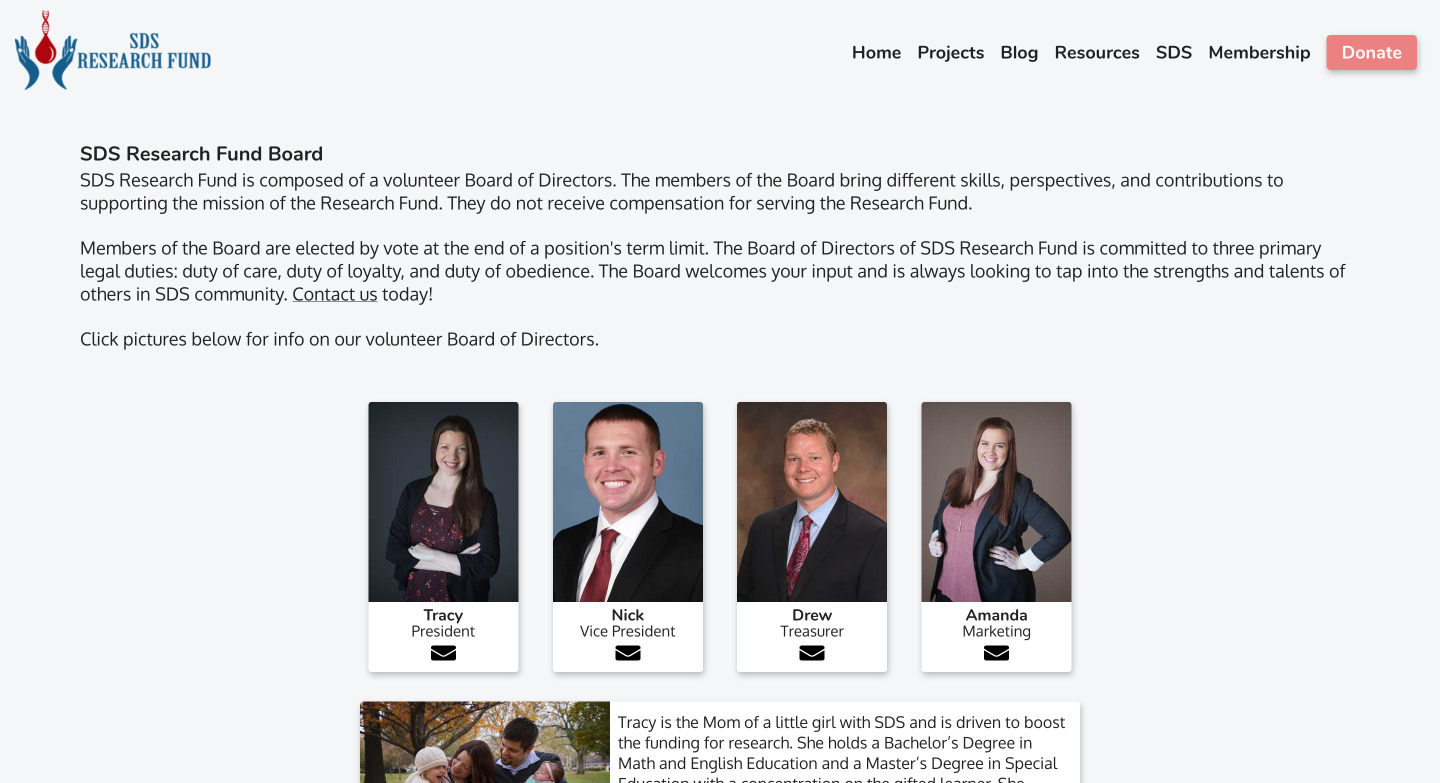 SDS
RESEARCH FUND
Home Projects Blog Resources SDS Membership Donate
SDS Research Fund Board
SDS Research Fund is composed of a volunteer Board of Directors. The members of the Board bring different skills, perspectives, and contributions to
supporting the mission of the Research Fund. They do not receive compensation for serving the Research Fund.
Members of the Board are elected by vote at the end of a position's term limit. The Board of Directors of SDS Research Fund is committed to three primary
legal duties: duty of care, duty of loyalty, and duty of obedience. The Board welcomes your input and is always looking to tap into the strengths and talents of
others in SDS community. Contact us today!
Click pictures below for info on our volunteer Board of Directors.
Tracy
President
Nick
Vice President
Drew
Treasurer
Amanda
Marketing
Tracy is the Mom of a little girl with SDS and is driven to boost
the funding for research. She holds a Bachelor’s Degree in
Math and English Education and a Master’s Degree in Special
Education with a concentration on the gifted learner. She